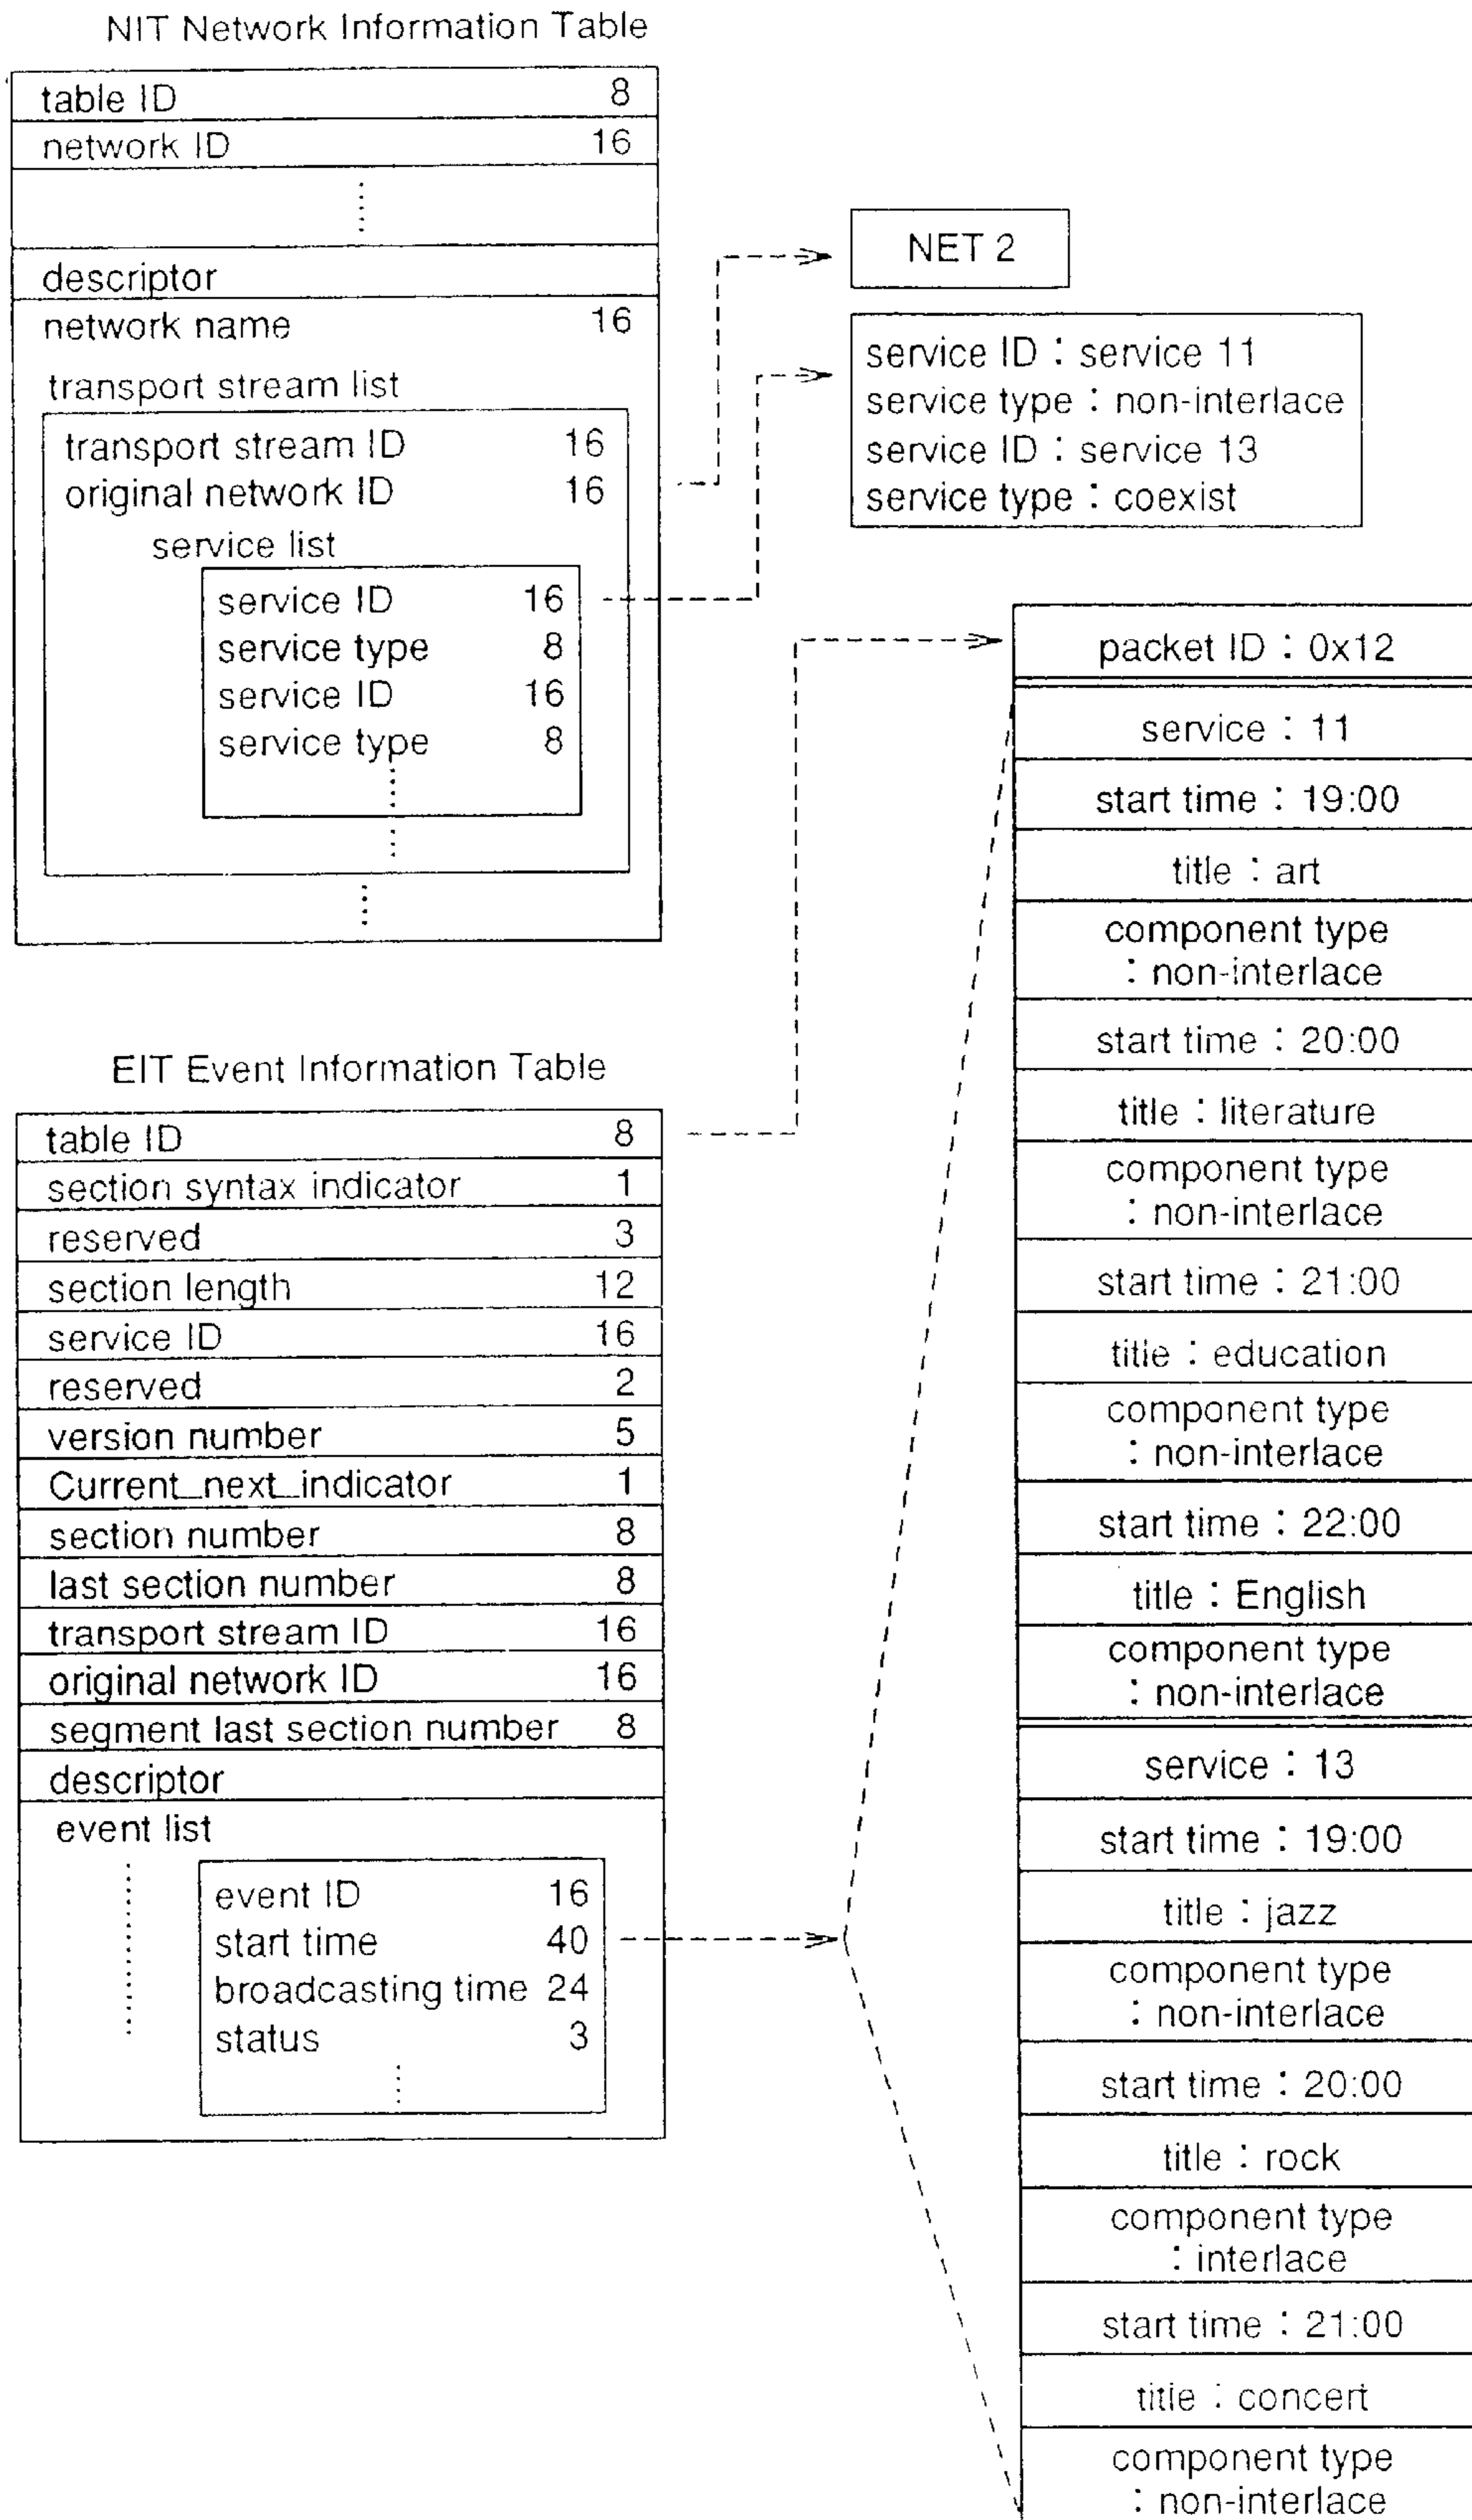 NIT Network Information Table
table ID 8
network ID 16
descriptor
network name 16
transport stream list
transport stream ID 16
original network ID 16
service list
service ID 16
service type 8
service ID 16
service type 8
NET 2
service ID : service 11
service type : non-interlace
service ID : service 13
service type : coexist
EIT Event Information Table
table ID 8
section syntax indicator 1
reserved 3
section length 12
service ID 16
reserved 2
version number 5
Current_next_indicator 1
section number 8
last section number 8
transport stream ID 16
original network ID 16
segment last section number 8
descriptor
event list
event ID 16
start time 40
broadcasting time 24
status 3
packet ID : 0x12
service : 11
start time : 19:00
title : art
component type
: non-interlace
start time : 20:00
title : literature
component type
: non-interlace
start time : 21:00
title : education
component type
: non-interlace
start time : 22:00
title : English
component type
: non-interlace
service : 13
start time : 19:00
title : jazz
component type
: non-interlace
start time : 20:00
title : rock
component type
: interlace
start time : 21:00
title : concert
component type
: non-interlace